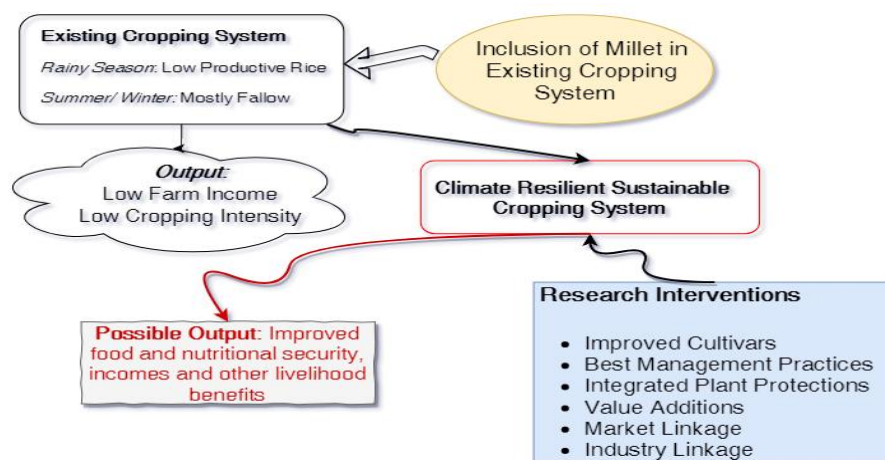 Existing Cropping System
Rainy Season: Low Productive Rice
Summer/ Winter: Mostly Fallow
Inclusion of Millet in
Existing Cropping
System
Output:
Low Farm Income
Low Cropping Intensity
Climate Resilient Sustainable
Cropping System
Possible Output: Improved
food and nutritional security,
incomes and other livelihood
benefits
Research Interventions
• Improved Cultivars
• Best Management Practices
• Integrated Plant Protections
• Value Additions
• Market Linkage
• Industry Linkage